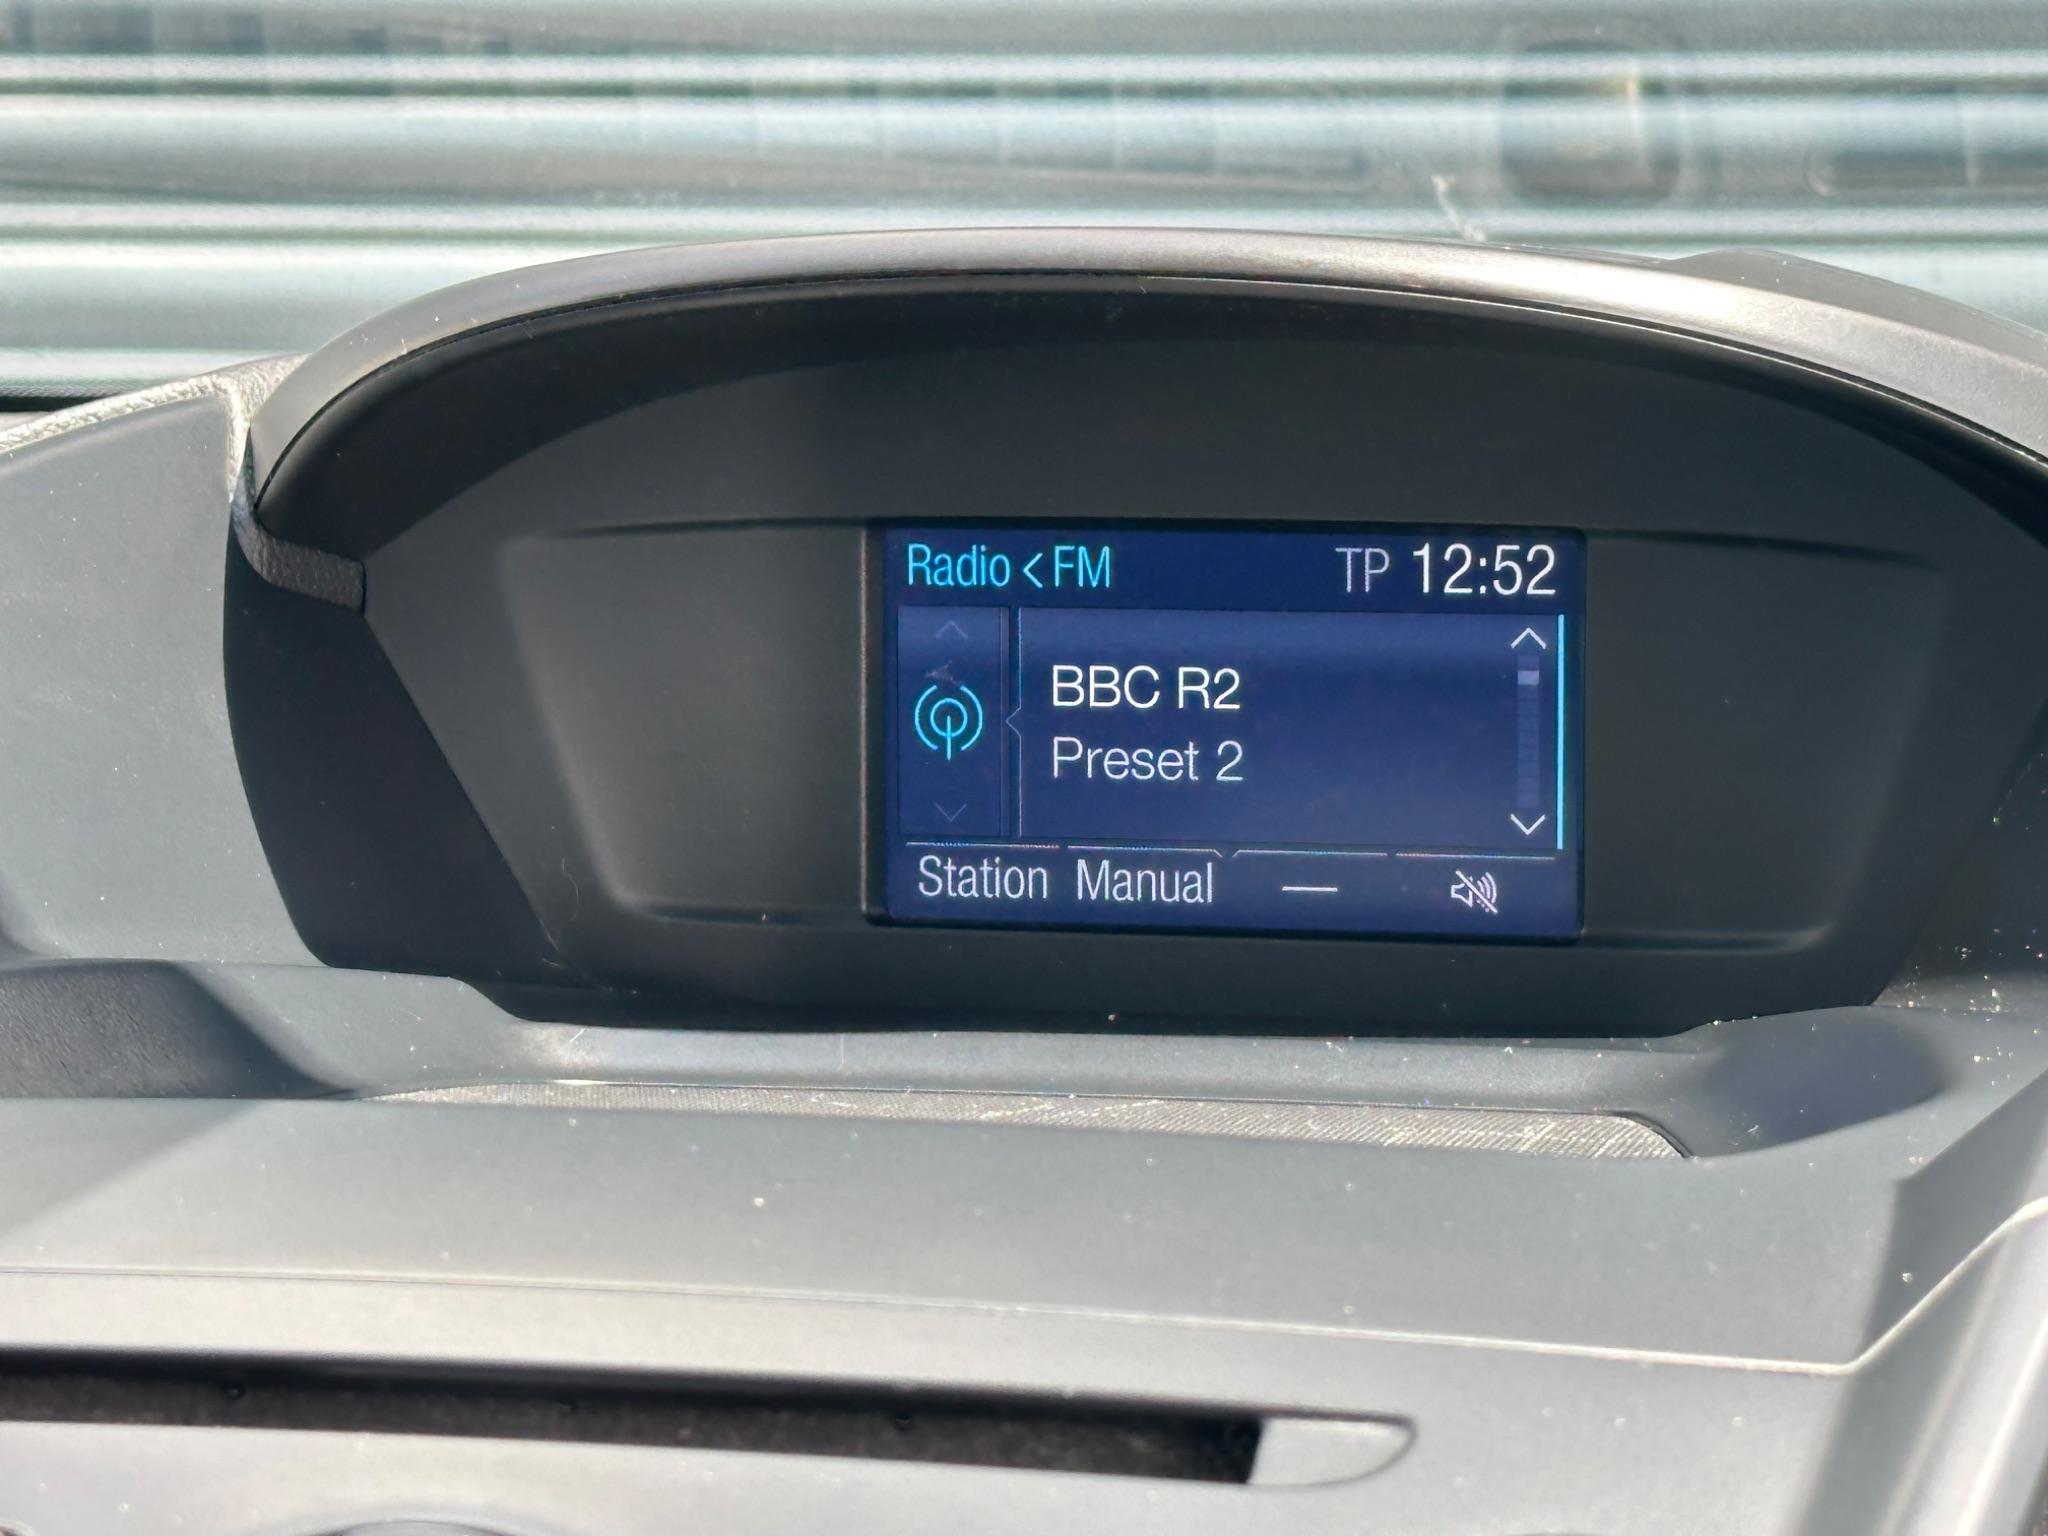 Radio < FM TP 12:52
BBC R2
Preset 2
Station Manual —